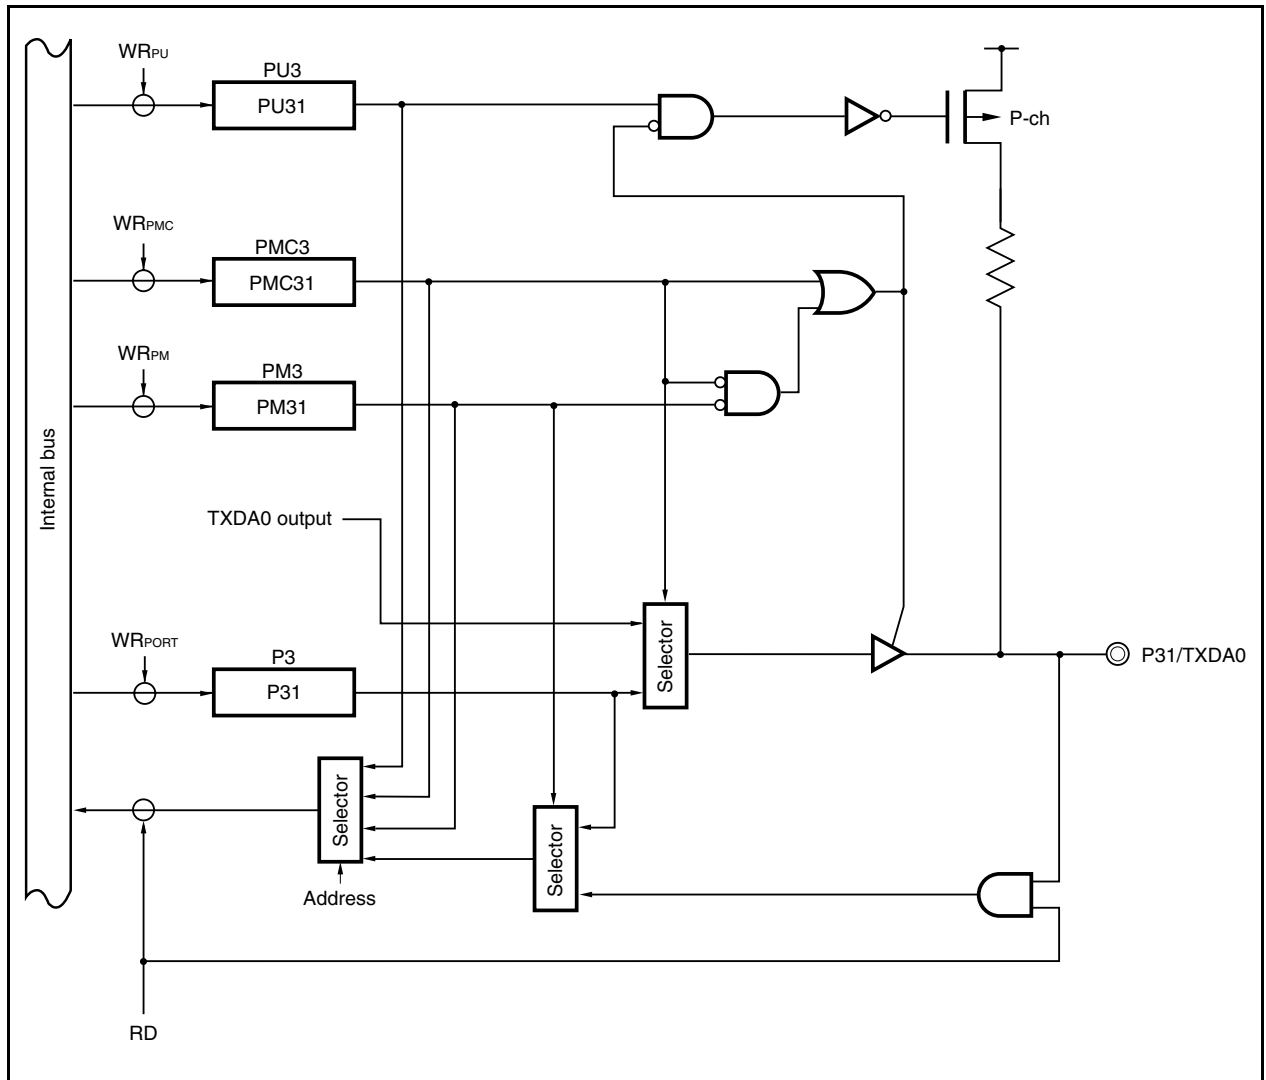 WRPU
PU3
PU31
P-ch
WRPMC
PMC3
PMC31
WRPM
PM3
PM31
Internal bus
TXDA0 output
WRPORT
P3
P31
Selector
P31/TXDA0
Selector
Selector
Address
RD